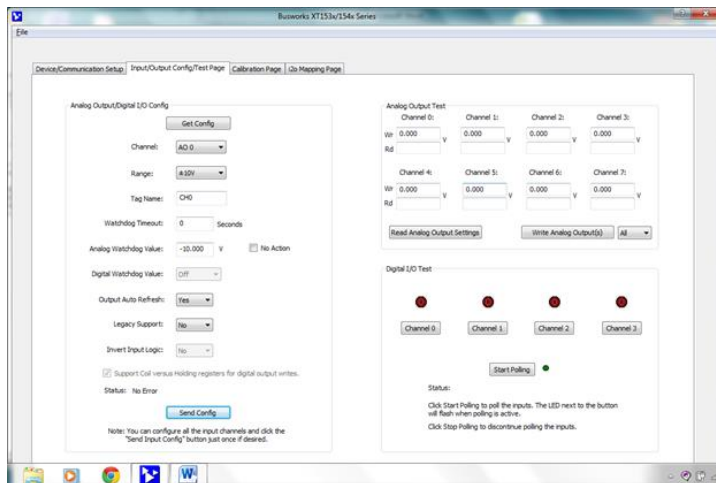 Busworks XT153x/154x Series
File
Device/Communication Setup
Input/Output Config/Test Page
Calibration Page
i2o Mapping Page
Analog Output/Digital I/O Config
Get Config
Channel: AO 0
Range: ±10V
Tag Name: CH0
Watchdog Timeout: 0 Seconds
Analog Watchdog Value: -10.000 V No Action
Digital Watchdog Value: Off
Output Auto Refresh: Yes
Legacy Support: No
Invert Input Logic: No
Support Coil versus Holding registers for digital output writes.
Status: No Error
Send Config
Note: You can configure all the input channels and click the
"Send Input Config" button just once if desired.
Analog Output Test
Channel 0: Channel 1: Channel 2: Channel 3:
Wr 0.000 V 0.000 V 0.000 V 0.000 V
Rd
Channel 4: Channel 5: Channel 6: Channel 7:
Wr 0.000 V 0.000 V 0.000 V 0.000 V
Rd
Read Analog Output Settings Write Analog Output(s) All
Digital I/O Test
Channel 0 Channel 1 Channel 2 Channel 3
Start Polling
Status:
Click Start Polling to poll the inputs. The LED next to the button
will flash when polling is active.
Click Stop Polling to discontinue polling the inputs.